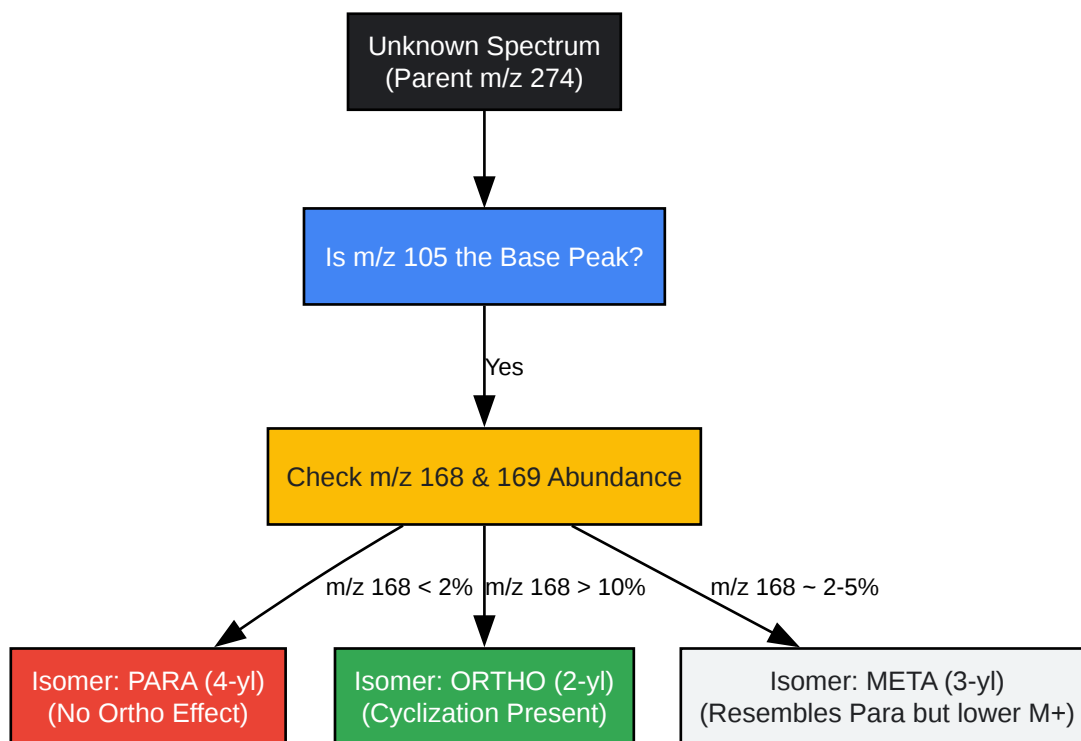 Unknown Spectrum
(Parent m/z 274)
Is m/z 105 the Base Peak?
Yes
Check m/z 168 & 169 Abundance
m/z 168 < 2%
m/z 168 > 10%
m/z 168 ~ 2-5%
Isomer: PARA (4-yl)
(No Ortho Effect)
Isomer: ORTHO (2-yl)
(Cyclization Present)
Isomer: META (3-yl)
(Resembles Para but lower M+)